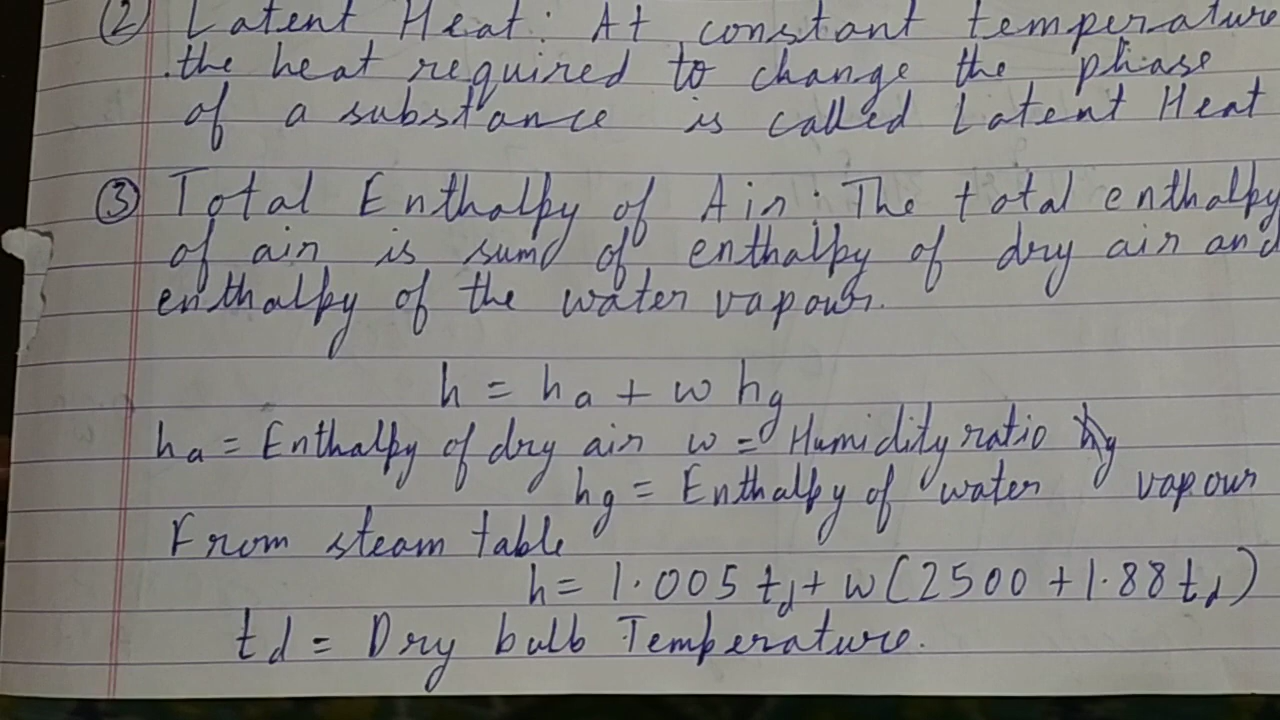 ② Latent Heat: At constant temperature
the heat required to change the phase
of a substance is called Latent Heat
③ Total Enthalpy of Air: The total enthalpy
of air is sum of enthalpy of dry air and
enthalpy of the water vapour.
h = ha + w hg
ha = Enthalpy of dry air w = Humidity ratio
hg = Enthalpy of water vapour
From steam table
h = 1.005 td + w(2500 + 1.88 td)
td = Dry bulb Temperature.